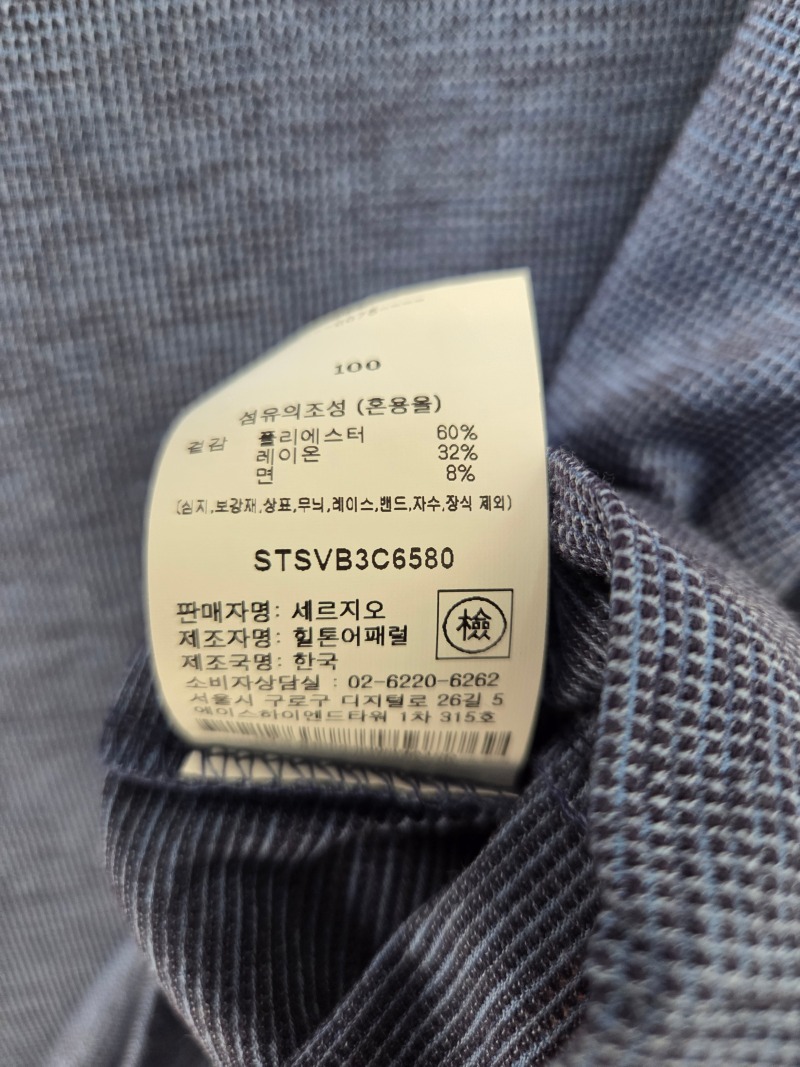 100
섬유의조성 (혼용율)
겉감 폴리에스터 60%
레이온 32%
면 8%
(심지,보강재,상표,무늬,레이스,밴드,자수,장식 제외)
STSVB3C6580
판매자명: 세르지오
제조자명: 힐튼어패럴
檢
제조국명: 한국
소비자상담실 : 02-6220-6262
서울시 구로구 디지털로 26길 5
에이스하이엔드타워 1차 315호